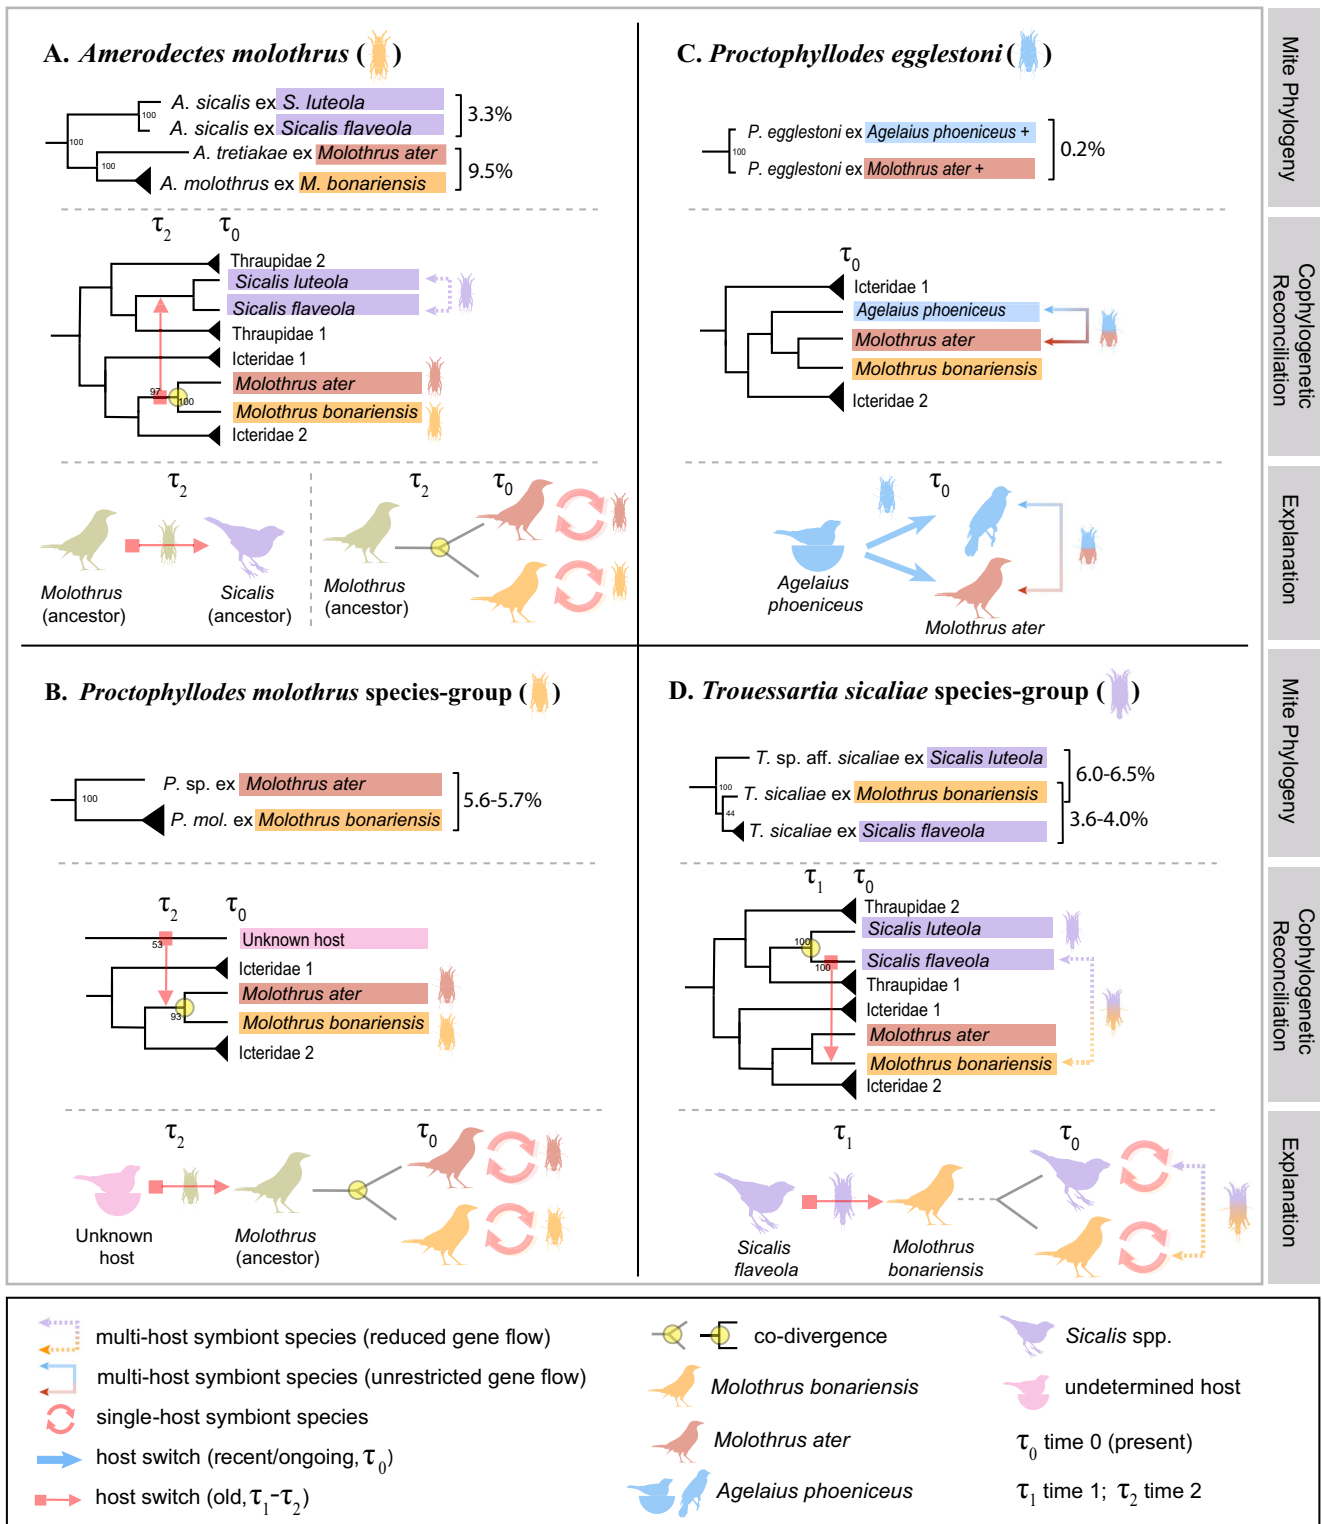 A. Amerodectes molothrus ( )
A. sicalis ex S. luteola
A. sicalis ex Sicalis flaveola
3.3%
A. tretiakae ex Molothrus ater
A. molothrus ex M. bonariensis
9.5%
100
100
100
τ2 τ0
Thraupidae 2
Sicalis luteola
Sicalis flaveola
Thraupidae 1
Icteridae 1
Molothrus ater
97
100
Molothrus bonariensis
Icteridae 2
τ2
Molothrus
(ancestor)
Sicalis
(ancestor)
τ2 τ0
Molothrus
(ancestor)
C. Proctophyllodes egglestoni ( )
P. egglestoni ex Agelaius phoeniceus +
100
P. egglestoni ex Molothrus ater +
0.2%
τ0
Icteridae 1
Agelaius phoeniceus
Molothrus ater
Molothrus bonariensis
Icteridae 2
τ0
Agelaius
phoeniceus
Molothrus ater
Mite Phylogeny
Cophylogenetic
Reconciliation
Explanation
B. Proctophyllodes molothrus species-group ( )
P. sp. ex Molothrus ater
100
P. mol. ex Molothrus bonariensis
5.6-5.7%
τ2 τ0
53
Unknown host
Icteridae 1
Molothrus ater
93
Molothrus bonariensis
Icteridae 2
τ2 τ0
Unknown
host
Molothrus
(ancestor)
D. Trouessartia sicaliae species-group ( )
T. sp. aff. sicaliae ex Sicalis luteola
100
T. sicaliae ex Molothrus bonariensis
44
T. sicaliae ex Sicalis flaveola
6.0-6.5%
3.6-4.0%
τ1 τ0
Thraupidae 2
Sicalis luteola
100
Sicalis flaveola
100
Thraupidae 1
Icteridae 1
Molothrus ater
Molothrus bonariensis
Icteridae 2
τ1 τ0
Sicalis
flaveola
Molothrus
bonariensis
Mite Phylogeny
Cophylogenetic
Reconciliation
Explanation
multi-host symbiont species (reduced gene flow)
multi-host symbiont species (unrestricted gene flow)
single-host symbiont species
host switch (recent/ongoing, τ0)
host switch (old, τ1-τ2)
co-divergence
Molothrus bonariensis
Molothrus ater
Agelaius phoeniceus
Sicalis spp.
undetermined host
τ0 time 0 (present)
τ1 time 1; τ2 time 2